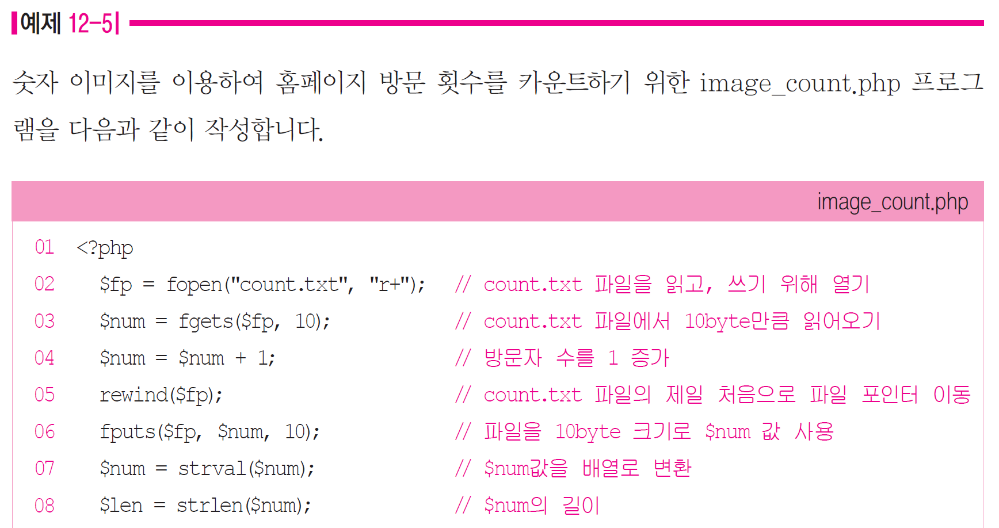 예제 12-5
숫자 이미지를 이용하여 홈페이지 방문 횟수를 카운트하기 위한 image_count.php 프로그
램을 다음과 같이 작성합니다.
image_count.php
01 <?php
02 $fp = fopen("count.txt", "r+"); // count.txt 파일을 읽고, 쓰기 위해 열기
03 $num = fgets($fp, 10); // count.txt 파일에서 10byte만큼 읽어오기
04 $num = $num + 1; // 방문자 수를 1 증가
05 rewind($fp); // count.txt 파일의 제일 처음으로 파일 포인터 이동
06 fputs($fp, $num, 10); // 파일을 10byte 크기로 $num 값 사용
07 $num = strval($num); // $num값을 배열로 변환
08 $len = strlen($num); // $num의 길이